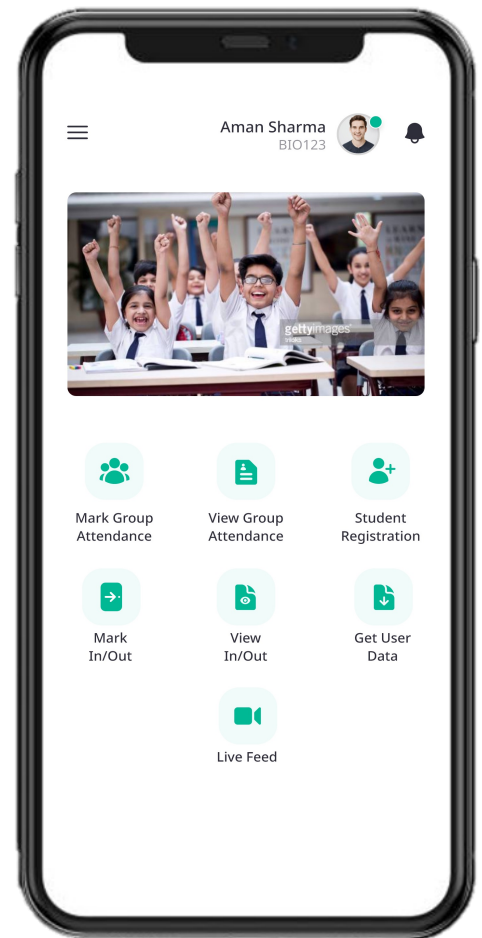 Aman Sharma
BIO123
gettyimages®
Mark Group
Attendance
View Group
Attendance
Student
Registration
Mark
In/Out
View
In/Out
Get User
Data
Live Feed